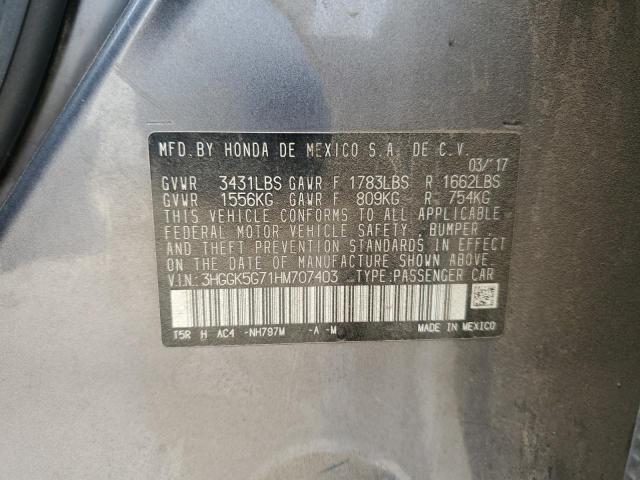 MFD.BY HONDA DE MEXICO S.A. DE C.V.
03/'17
GVWR 3431LBS GAWR F 1783LBS R 1662LBS
GVWR 1556KG GAWR F 809KG R 754KG
THIS VEHICLE CONFORMS TO ALL APPLICABLE
FEDERAL MOTOR VEHICLE SAFETY, BUMPER,
AND THEFT PREVENTION STANDARDS IN EFFECT
ON THE DATE OF MANUFACTURE SHOWN ABOVE.
V.I.N.: 3HGGK5G71HM707403 TYPE:PASSENGER CAR
T5R H AC4 -NH797M -A -M MADE IN MEXICO